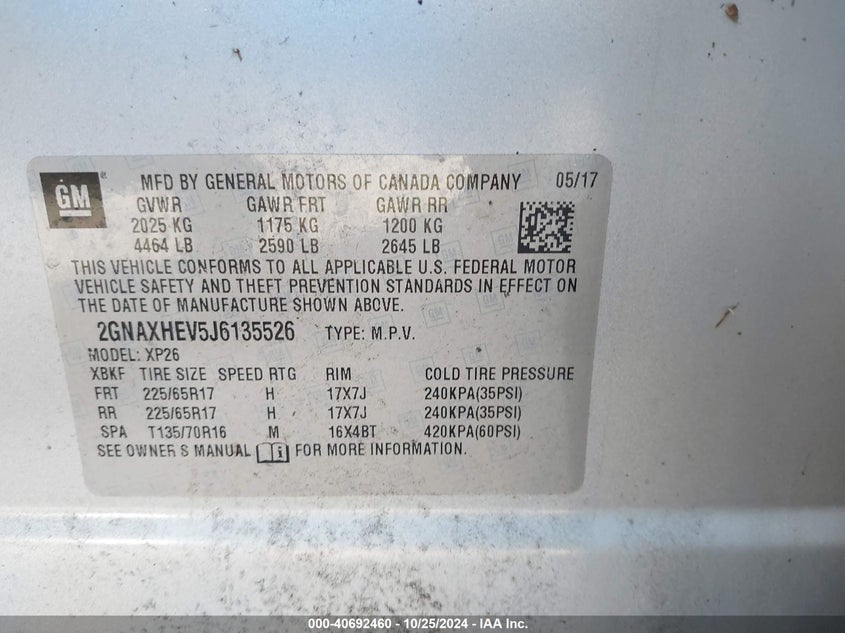 GM ® MFD BY GENERAL MOTORS OF CANADA COMPANY 05/17
GVWR GAWR FRT GAWR RR
2025 KG 1175 KG 1200 KG
4464 LB 2590 LB 2645 LB
THIS VEHICLE CONFORMS TO ALL APPLICABLE U.S. FEDERAL MOTOR
VEHICLE SAFETY AND THEFT PREVENTION STANDARDS IN EFFECT ON
THE DATE OF MANUFACTURE SHOWN ABOVE.
2GNAXHEV5J6135526 TYPE: M.P.V.
MODEL: XP26
XBKF TIRE SIZE SPEED RTG RIM COLD TIRE PRESSURE
FRT 225/65R17 H 17X7J 240KPA(35PSI)
RR 225/65R17 H 17X7J 240KPA(35PSI)
SPA T135/70R16 M 16X4BT 420KPA(60PSI)
SEE OWNER S MANUAL i FOR MORE INFORMATION.
000-40692460 - 10/25/2024 - IAA Inc.